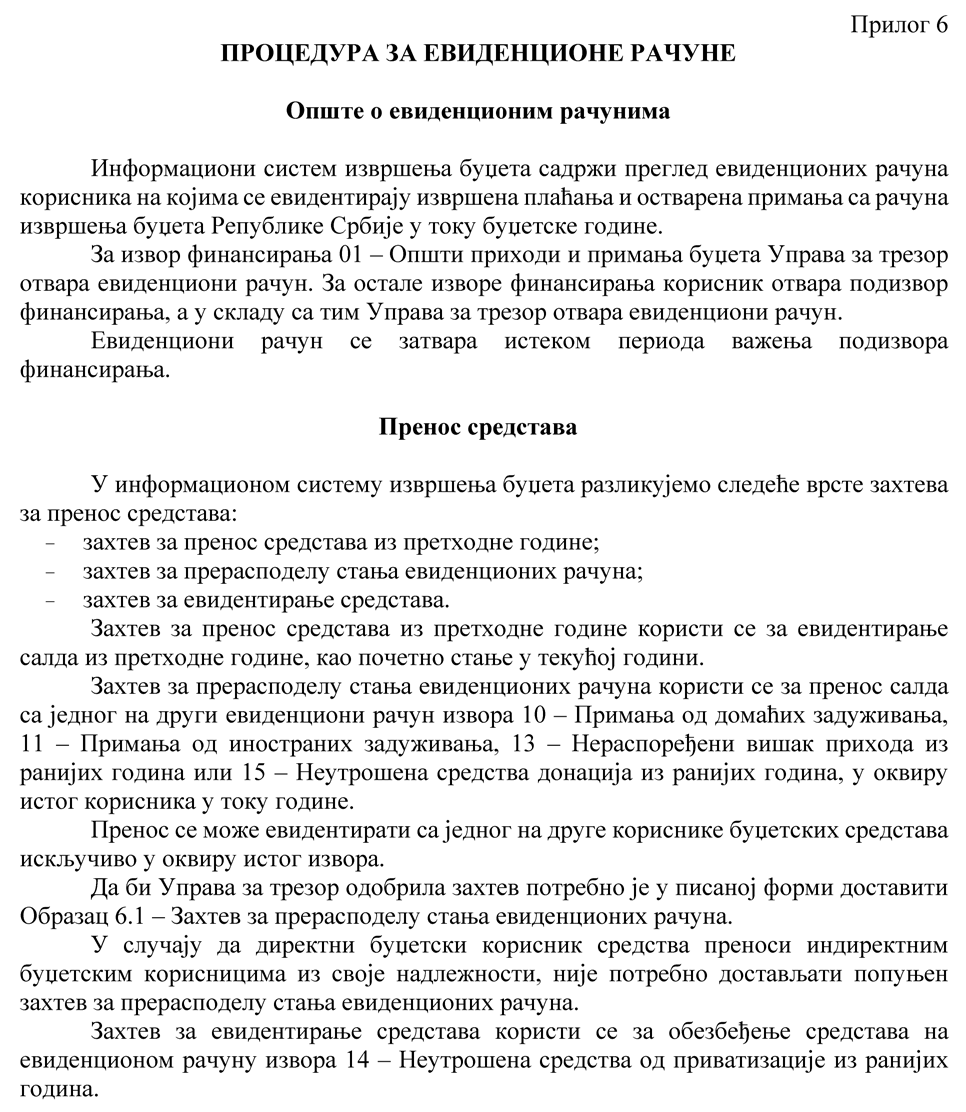 Прилог 6
ПРОЦЕДУРА ЗА ЕВИДЕНЦИОНЕ РАЧУНЕ
Опште о евиденционим рачунима
Информациони систем извршења буџета садржи преглед евиденционих рачуна
корисника на којима се евидентирају извршена плаћања и остварена примања са рачуна
извршења буџета Републике Србије у току буџетске године.
За извор финансирања 01 – Општи приходи и примања буџета Управа за трезор
отвара евиденциони рачун. За остале изворе финансирања корисник отвара подизвор
финансирања, а у складу са тим Управа за трезор отвара евиденциони рачун.
Евиденциони рачун се затвара истеком периода важења подизвора
финансирања.
Пренос средстава
У информационом систему извршења буџета разликујемо следеће врсте захтева
за пренос средстава:
– захтев за пренос средстава из претходне године;
– захтев за прерасподелу стања евиденционих рачуна;
– захтев за евидентирање средстава.
Захтев за пренос средстава из претходне године користи се за евидентирање
салда из претходне године, као почетно стање у текућој години.
Захтев за прерасподелу стања евиденционих рачуна користи се за пренос салда
са једног на други евиденциони рачун извора 10 – Примања од домаћих задуживања,
11 – Примања од иностраних задуживања, 13 – Нераспоређени вишак прихода из
ранијих година или 15 – Неутрошена средства донација из ранијих година, у оквиру
истог корисника у току године.
Пренос се може евидентирати са једног на друге кориснике буџетских средстава
искључиво у оквиру истог извора.
Да би Управа за трезор одобрила захтев потребно је у писаној форми доставити
Образац 6.1 – Захтев за прерасподелу стања евиденционих рачуна.
У случају да директни буџетски корисник средства преноси индиректним
буџетским корисницима из своје надлежности, није потребно достављати попуњен
захтев за прерасподелу стања евиденционих рачуна.
Захтев за евидентирање средстава користи се за обезбеђење средстава на
евиденционом рачуну извора 14 – Неутрошена средства од приватизације из ранијих
година.